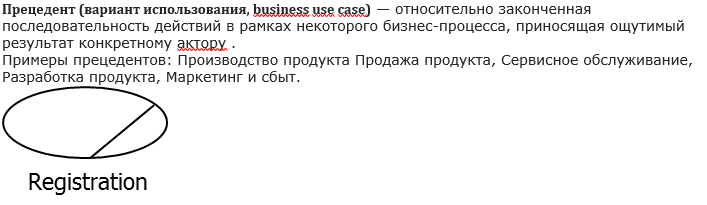 Прецедент (вариант использования, business use case) — относительно законченная
последовательность действий в рамках некоторого бизнес-процесса, приносящая ощутимый
результат конкретному актору .
Примеры прецедентов: Производство продукта Продажа продукта, Сервисное обслуживание,
Разработка продукта, Маркетинг и сбыт.
Registration